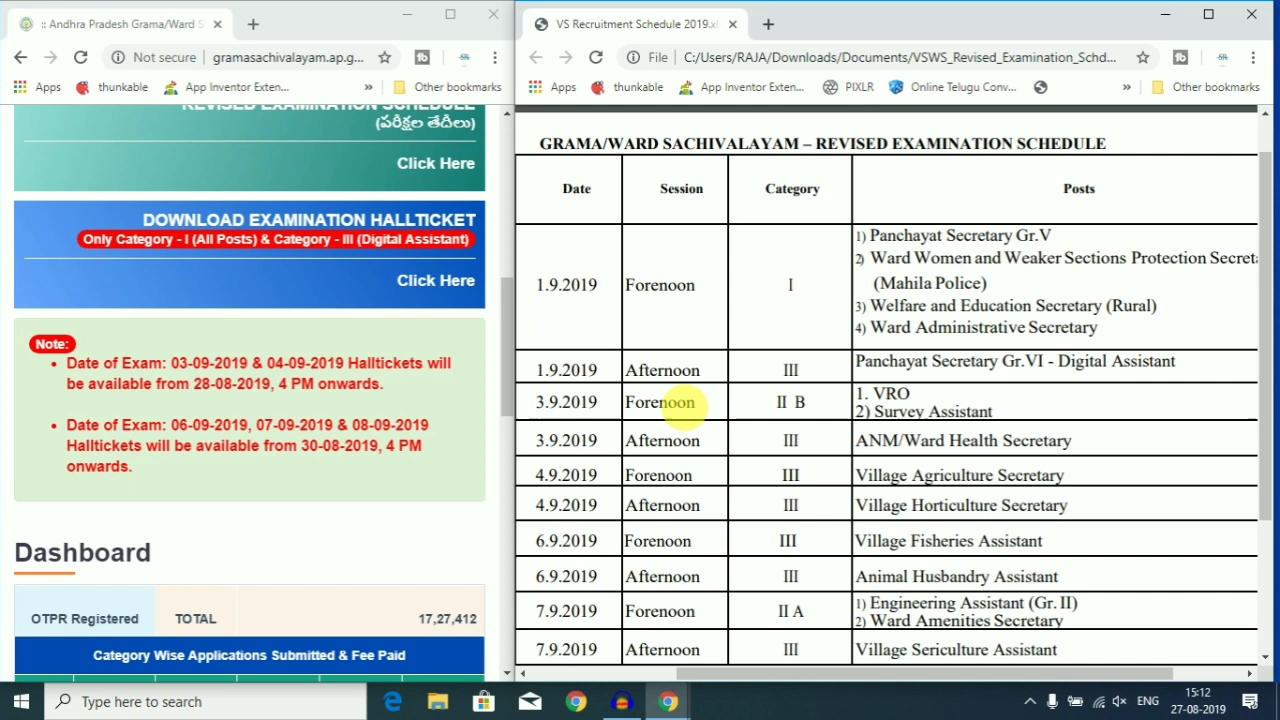 :: Andhra Pradesh Grama/Ward S
VS Recruitment Schedule 2019.xl
Not secure
gramasachivalayam.ap.g...
File
C:/Users/RAJA/Downloads/Documents/VSWS_Revised_Examination_Schd...
Apps
thunkable
App Inventor Exten...
»
Other bookmarks
Apps
thunkable
App Inventor Exten...
PIXLR
Online Telugu Conv...
»
Other bookmarks
REVISED EXAMINATION SCHEDULE
(పరీక్షల తేదీలు)
Click Here
DOWNLOAD EXAMINATION HALLTICKET
Only Category - I (All Posts) & Category - III (Digital Assistant)
Click Here
Note:
• Date of Exam: 03-09-2019 & 04-09-2019 Halltickets will
be available from 28-08-2019, 4 PM onwards.
• Date of Exam: 06-09-2019, 07-09-2019 & 08-09-2019
Halltickets will be available from 30-08-2019, 4 PM
onwards.
Dashboard
OTPR Registered TOTAL 17,27,412
Category Wise Applications Submitted & Fee Paid
GRAMA/WARD SACHIVALAYAM – REVISED EXAMINATION SCHEDULE
Date Session Category Posts
1.9.2019 Forenoon I
1) Panchayat Secretary Gr.V
2) Ward Women and Weaker Sections Protection Secreta
(Mahila Police)
3) Welfare and Education Secretary (Rural)
4) Ward Administrative Secretary
1.9.2019 Afternoon III Panchayat Secretary Gr.VI - Digital Assistant
3.9.2019 Forenoon II B 1. VRO
2) Survey Assistant
3.9.2019 Afternoon III ANM/Ward Health Secretary
4.9.2019 Forenoon III Village Agriculture Secretary
4.9.2019 Afternoon III Village Horticulture Secretary
6.9.2019 Forenoon III Village Fisheries Assistant
6.9.2019 Afternoon III Animal Husbandry Assistant
7.9.2019 Forenoon II A 1) Engineering Assistant (Gr. II)
2) Ward Amenities Secretary
7.9.2019 Afternoon III Village Sericulture Assistant
Type here to search
ENG
15:12
27-08-2019